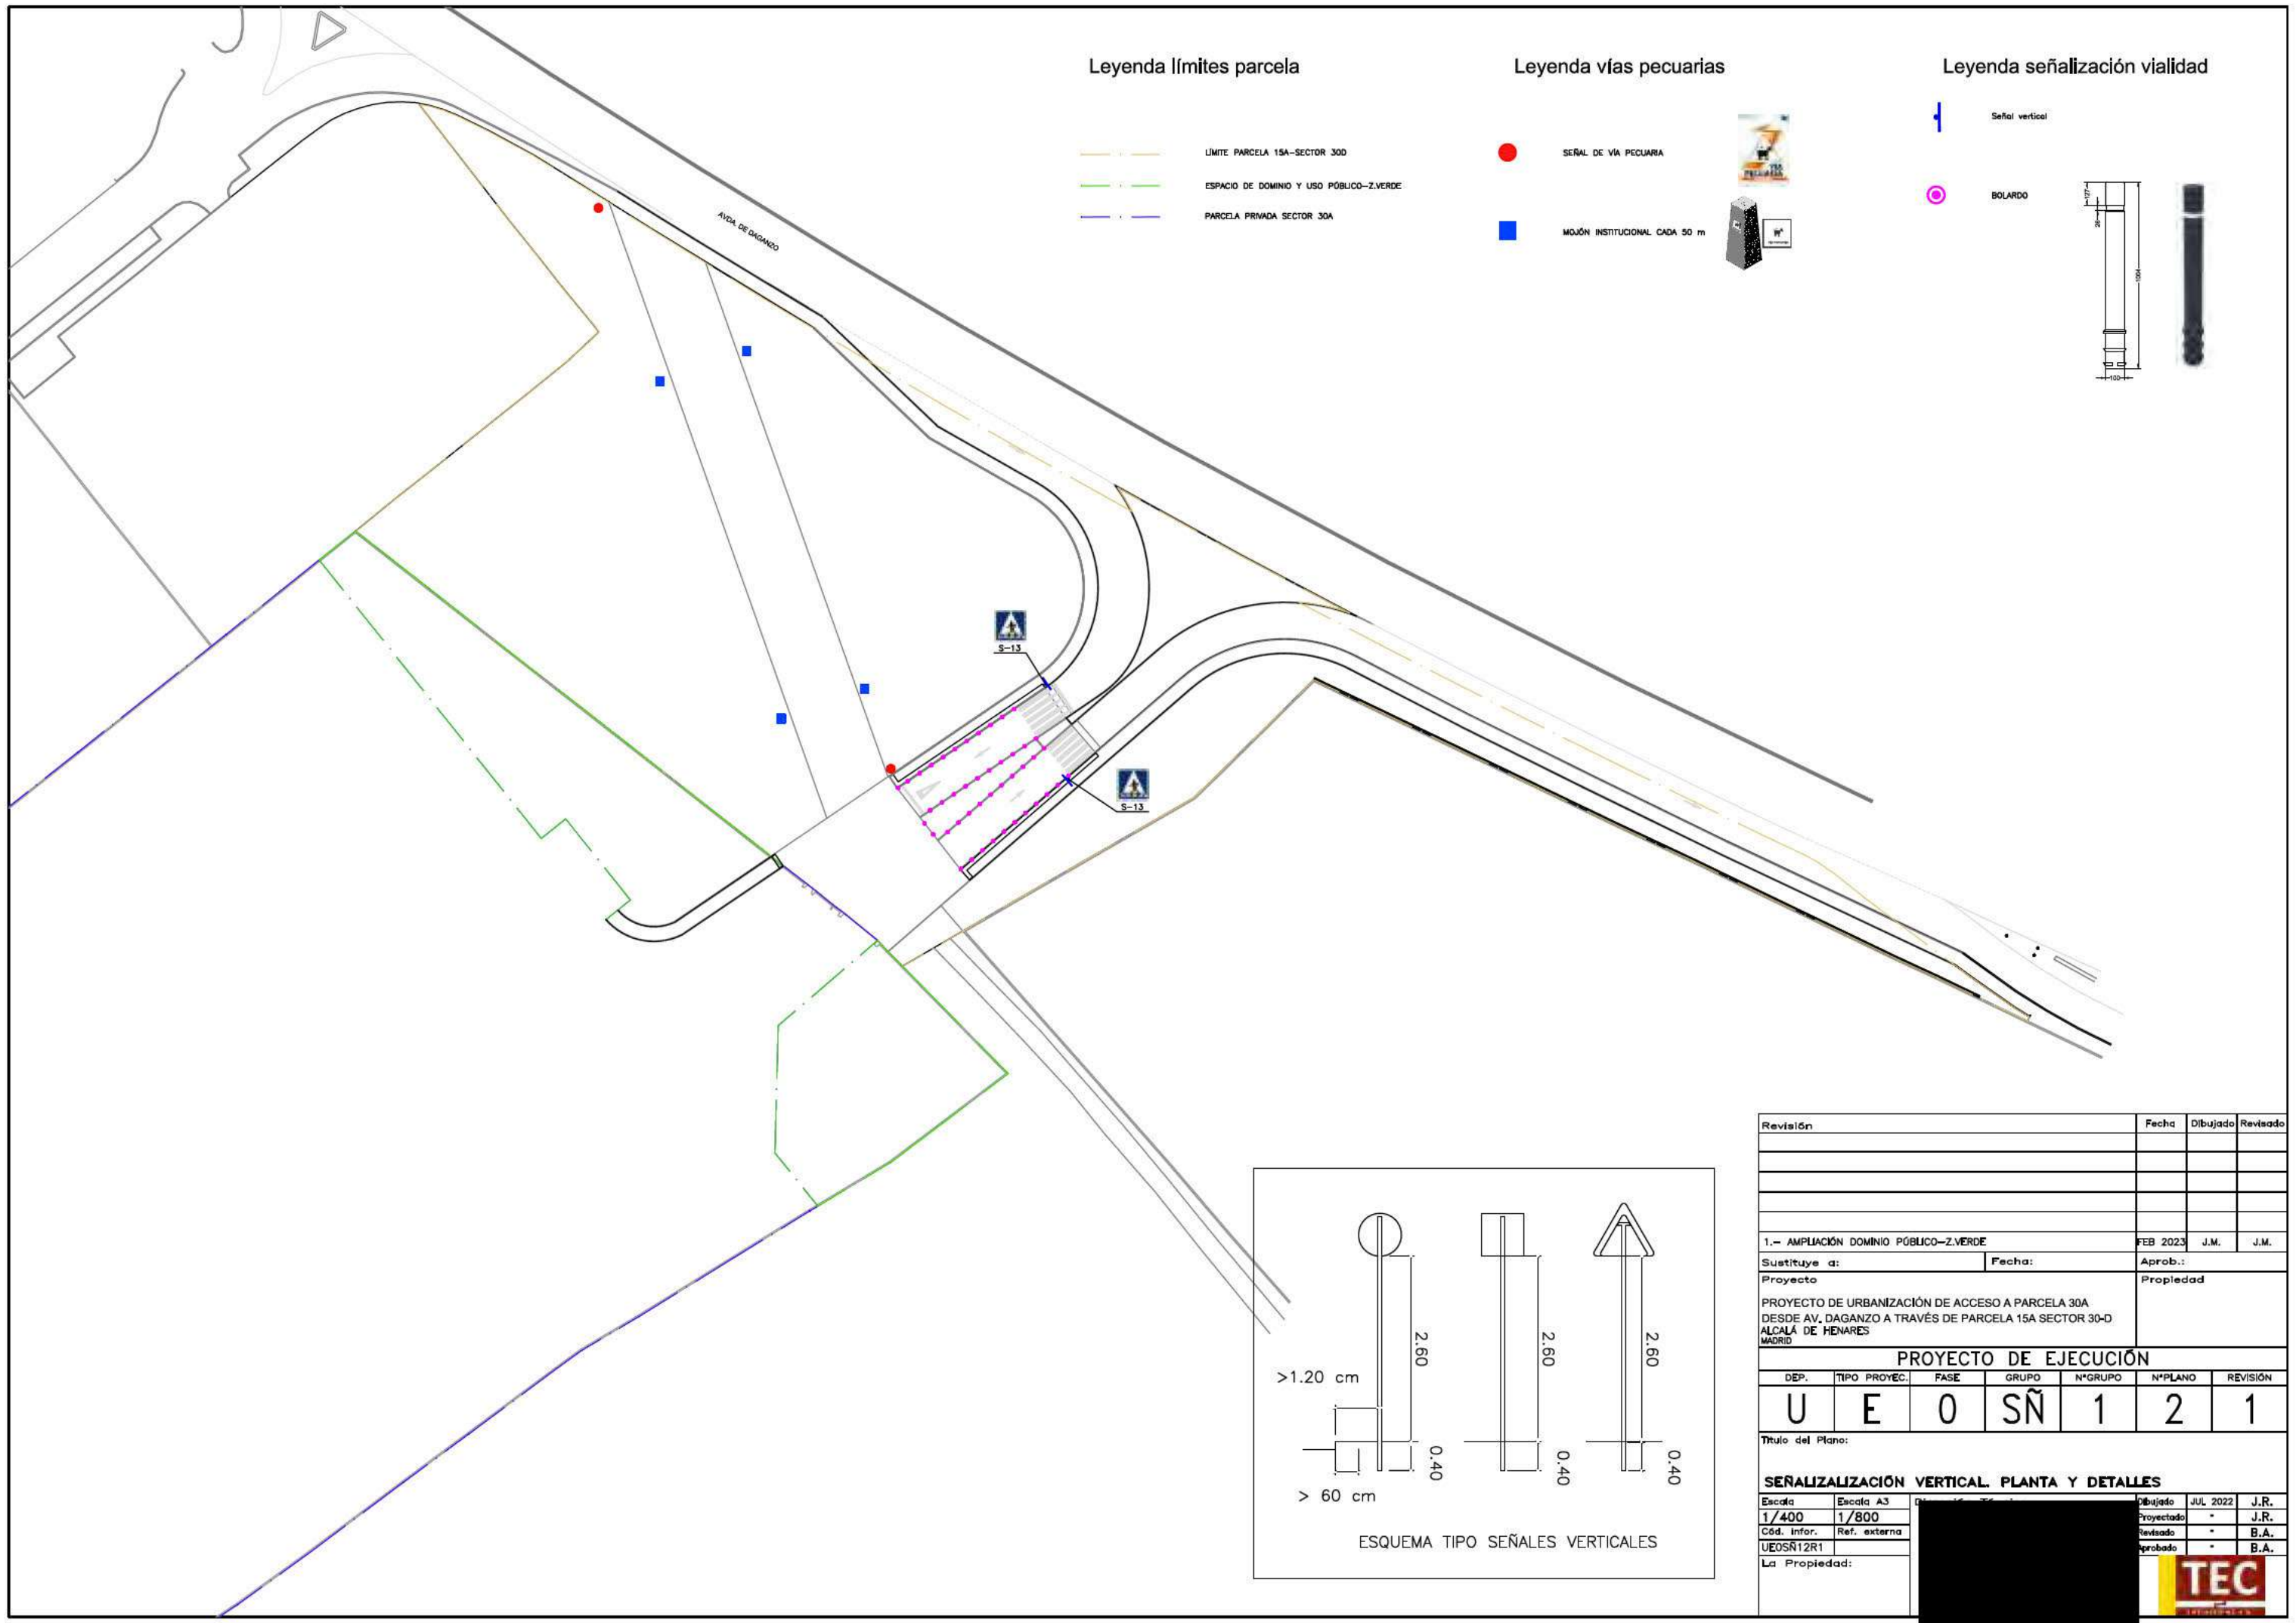 Leyenda límites parcela
LÍMITE PARCELA 15A-SECTOR 30D
ESPACIO DE DOMINIO Y USO PÚBLICO-Z.VERDE
PARCELA PRIVADA SECTOR 30A
Leyenda vías pecuarias
SEÑAL DE VÍA PECUARIA
MOJÓN INSTITUCIONAL CADA 50 m
Leyenda señalización vialidad
Señal vertical
BOLARDO
127
1004
100
AVDA. DE DAGANZO
S-13
S-13
2.60
2.60
2.60
>1.20 cm
0.40
0.40
0.40
> 60 cm
ESQUEMA TIPO SEÑALES VERTICALES
Revisión Fecha Dibujado Revisado
1.- AMPLIACIÓN DOMINIO PÚBLICO-Z.VERDE FEB 2023 J.M. J.M.
Sustituye a: Fecha: Aprob.:
Proyecto Propiedad
PROYECTO DE URBANIZACIÓN DE ACCESO A PARCELA 30A
DESDE AV. DAGANZO A TRAVÉS DE PARCELA 15A SECTOR 30-D
ALCALÁ DE HENARES
MADRID
PROYECTO DE EJECUCIÓN
DEP. TIPO PROYEC. FASE GRUPO NºGRUPO NºPLANO REVISIÓN
U E 0 SÑ 1 2 1
Título del Plano:
SEÑALIZALIZACIÓN VERTICAL. PLANTA Y DETALLES
Escala Escala A3 Dibujado JUL 2022 J.R.
1/400 1/800 Proyectado - J.R.
Cód. infor. Ref. externa Revisado - B.A.
UE0SÑ12R1 Aprobado - B.A.
La Propiedad:
TEC